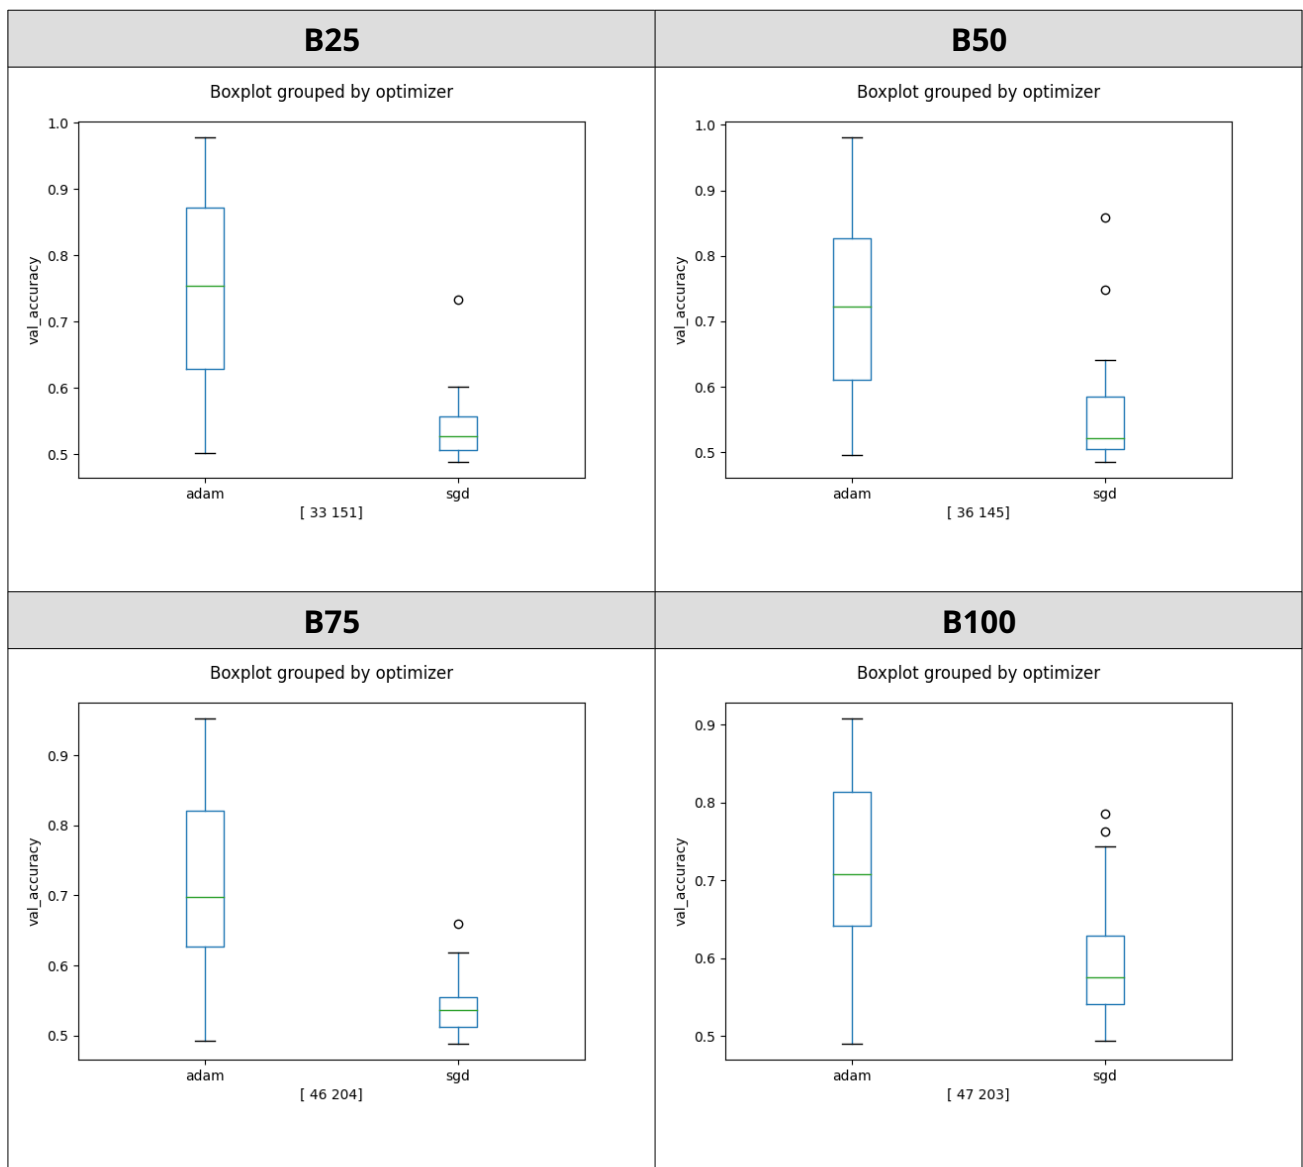 B25
B50
Boxplot grouped by optimizer
1.0
0.9
0.8
0.7
0.6
0.5
val_accuracy
adam
sgd
[ 33 151]
Boxplot grouped by optimizer
1.0
0.9
0.8
0.7
0.6
0.5
val_accuracy
adam
sgd
[ 36 145]
B75
B100
Boxplot grouped by optimizer
0.9
0.8
0.7
0.6
0.5
val_accuracy
adam
sgd
[ 46 204]
Boxplot grouped by optimizer
0.9
0.8
0.7
0.6
0.5
val_accuracy
adam
sgd
[ 47 203]